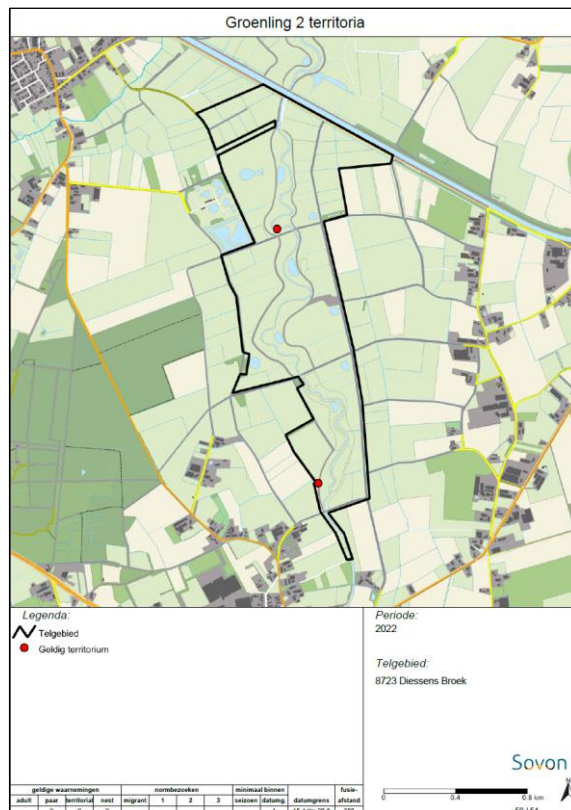 Groenling 2 territoria
Legenda:
Telgebied
Geldig territorium
Periode:
2022
Telgebied:
8723 Diessens Broek
Sovon
N
0 0.4 0.8 km
geldige waarnemingen normbezoeken minimaal binnen fusie-
adult paar territoriaal nest migrant 1 2 3 seizoen datumg. datumgrens afstand